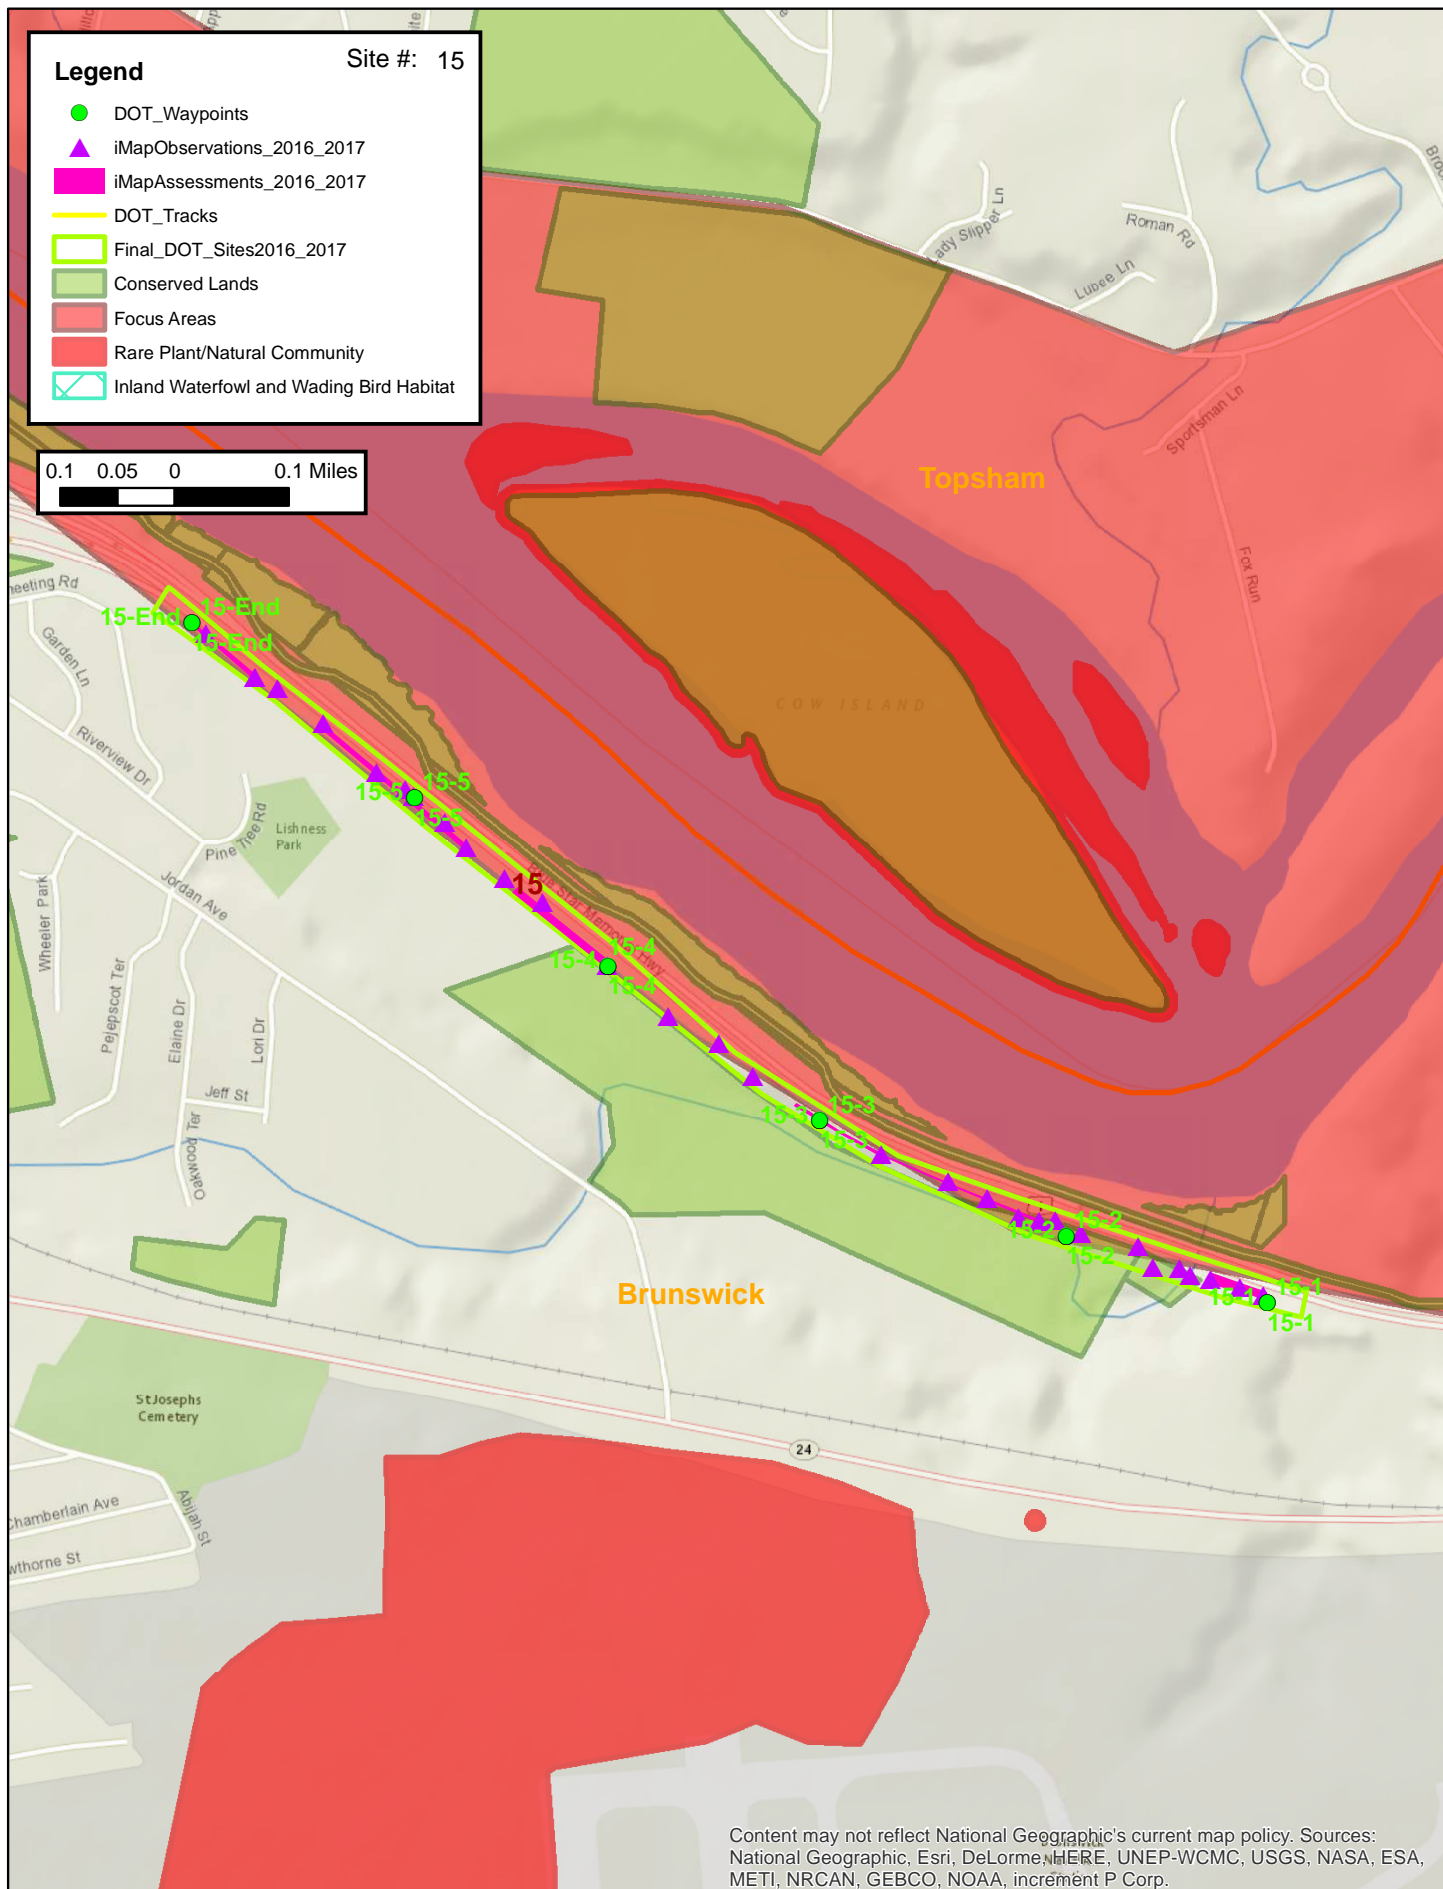 Legend
Site #: 15
DOT_Waypoints
iMapObservations_2016_2017
iMapAssessments_2016_2017
DOT_Tracks
Final_DOT_Sites2016_2017
Conserved Lands
Focus Areas
Rare Plant/Natural Community
Inland Waterfowl and Wading Bird Habitat
0.1 0.05 0 0.1 Miles
Lady Slipper Ln
Roman Rd
Lubee Ln
Sportsman Ln
Fox Run
Topsham
COW ISLAND
15-End
15-End
15-End
Garden Ln
Riverview Dr
Pine Tree Rd
Lishness
Park
Jordan Ave
Wheeler Park
Pejepscot Ter
Elaine Dr
Lori Dr
Jeff St
Oakwood Ter
15-5
15-5
15-5
15
15-4
15-4
15-4
15-3
15-3
15-3
15-2
15-2
15-2
15-1
15-1
15-1
Brunswick
StJosephs
Cemetery
24
Chamberlain Ave
Abijah St
wthorne St
Content may not reflect National Geographic's current map policy. Sources:
National Geographic, Esri, DeLorme, HERE, UNEP-WCMC, USGS, NASA, ESA,
METI, NRCAN, GEBCO, NOAA, increment P Corp.